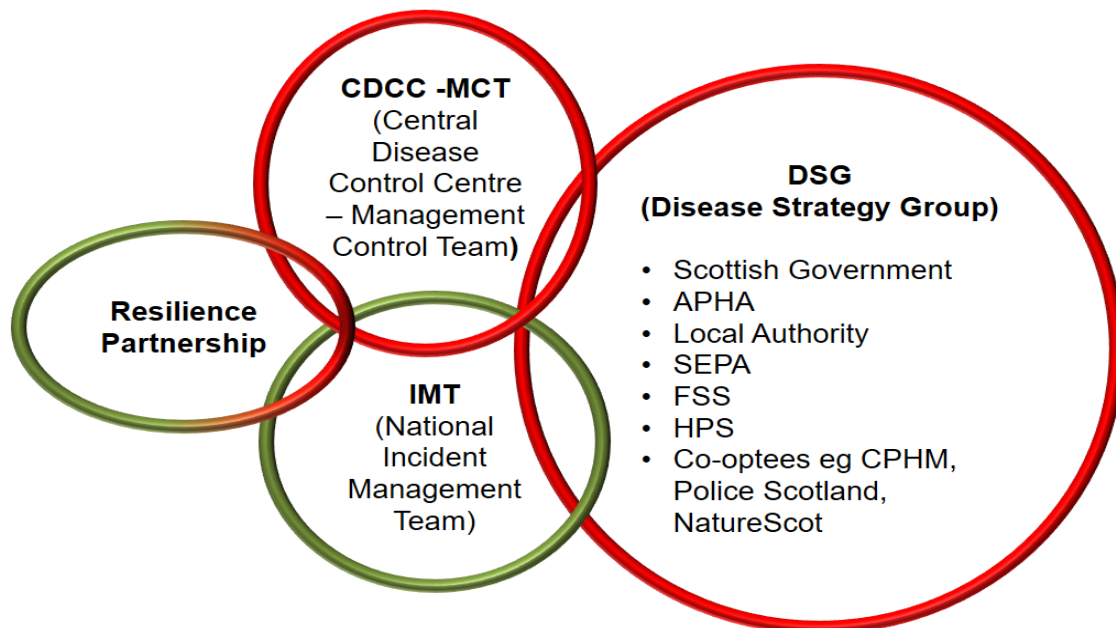 CDCC -MCT
(Central
Disease
Control Centre
– Management
Control Team)
Resilience
Partnership
IMT
(National
Incident
Management
Team)
DSG
(Disease Strategy Group)
• Scottish Government
• APHA
• Local Authority
• SEPA
• FSS
• HPS
• Co-optees eg CPHM,
Police Scotland,
NatureScot